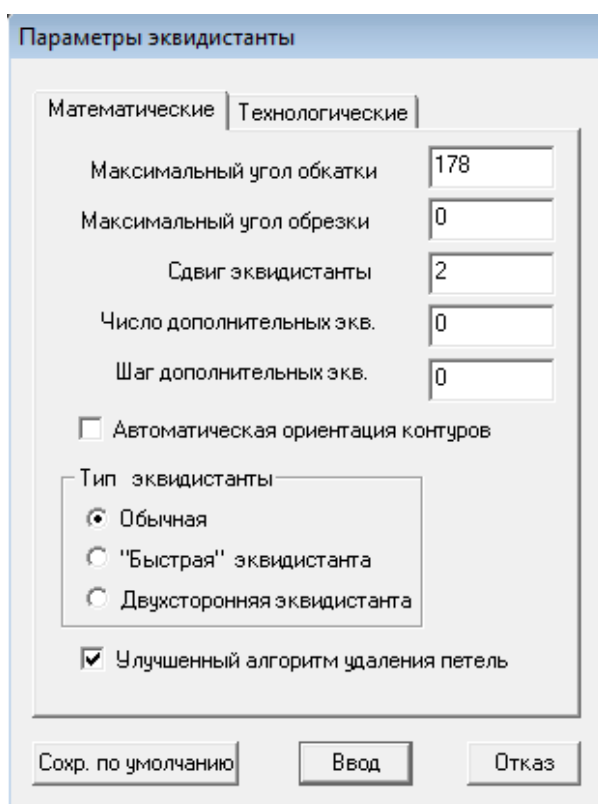 Параметры эквидистанты
Математические Технологические
Максимальный угол обкатки 178
Максимальный угол обрезки 0
Сдвиг эквидистанты 2
Число дополнительных экв. 0
Шаг дополнительных экв. 0
Автоматическая ориентация контуров
Тип эквидистанты
Обычная
"Быстрая" эквидистанта
Двухсторонняя эквидистанта
Улучшенный алгоритм удаления петель
Сохр. по умолчанию Ввод Отказ